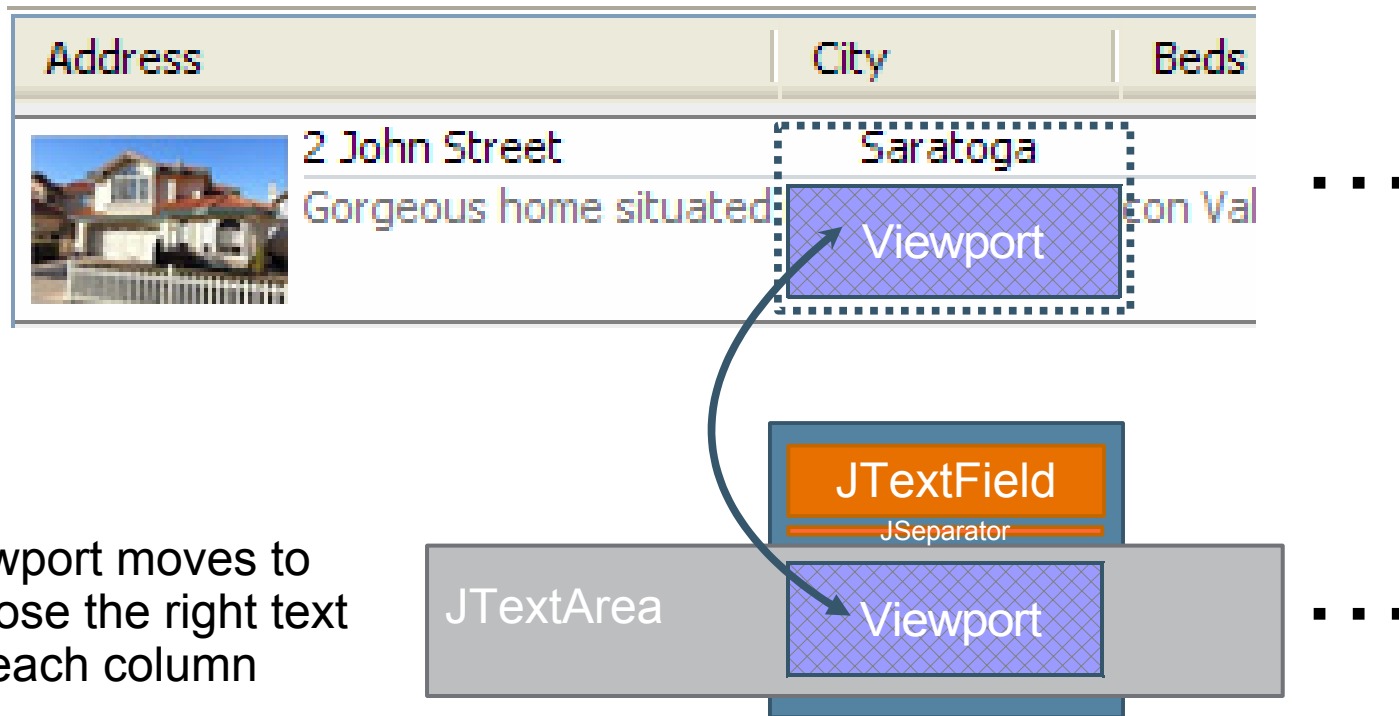 Address City Beds
2 John Street Saratoga
Gorgeous home situated con Val
Viewport
...
JTextField
JSeparator
wport moves to
ose the right text
each column
JTextArea Viewport
...